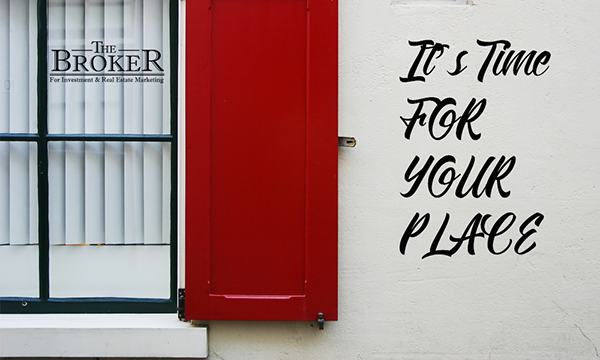 THE
BROKER
For Investment & Real Estate Marketing
It's Time
FOR
YOUR
PLACE